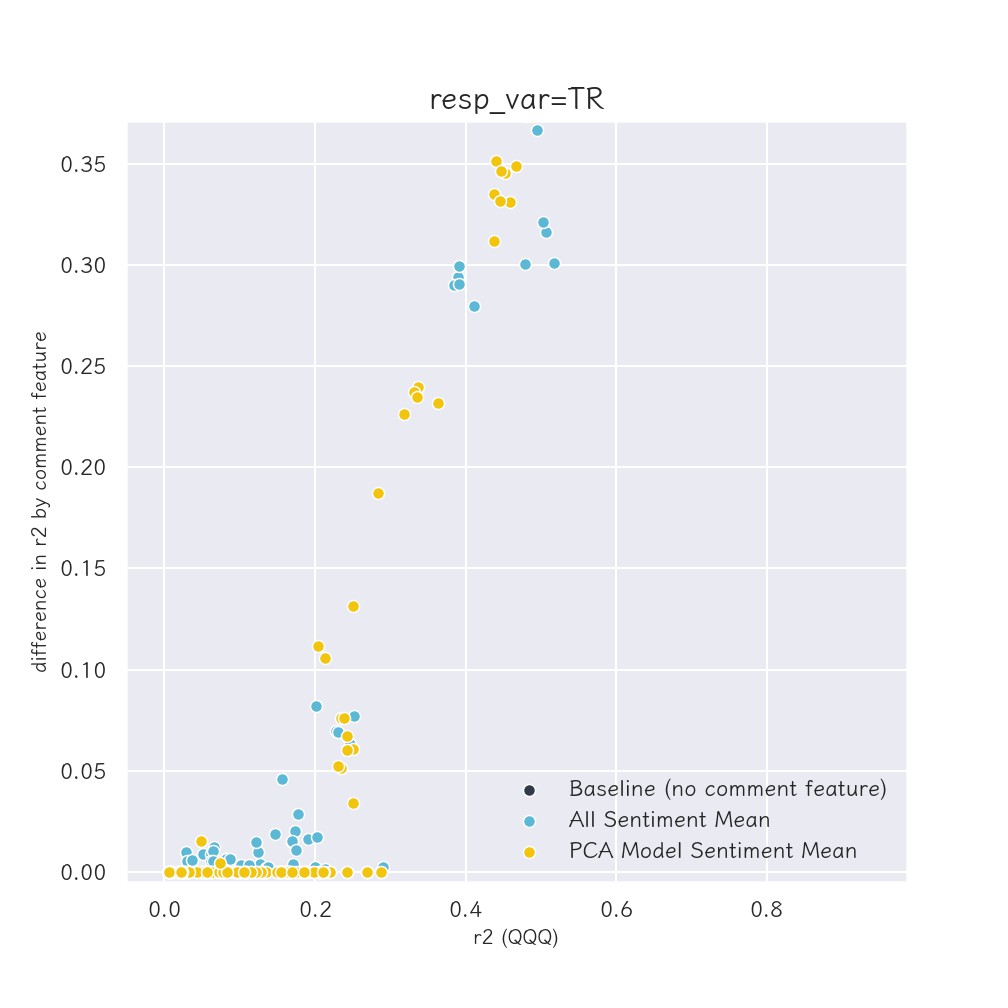 resp_var=TR
0.35
0.30
0.25
0.20
0.15
0.10
0.05
0.00
difference in r2 by comment feature
Baseline (no comment feature)
All Sentiment Mean
PCA Model Sentiment Mean
0.0 0.2 0.4 0.6 0.8
r2 (QQQ)